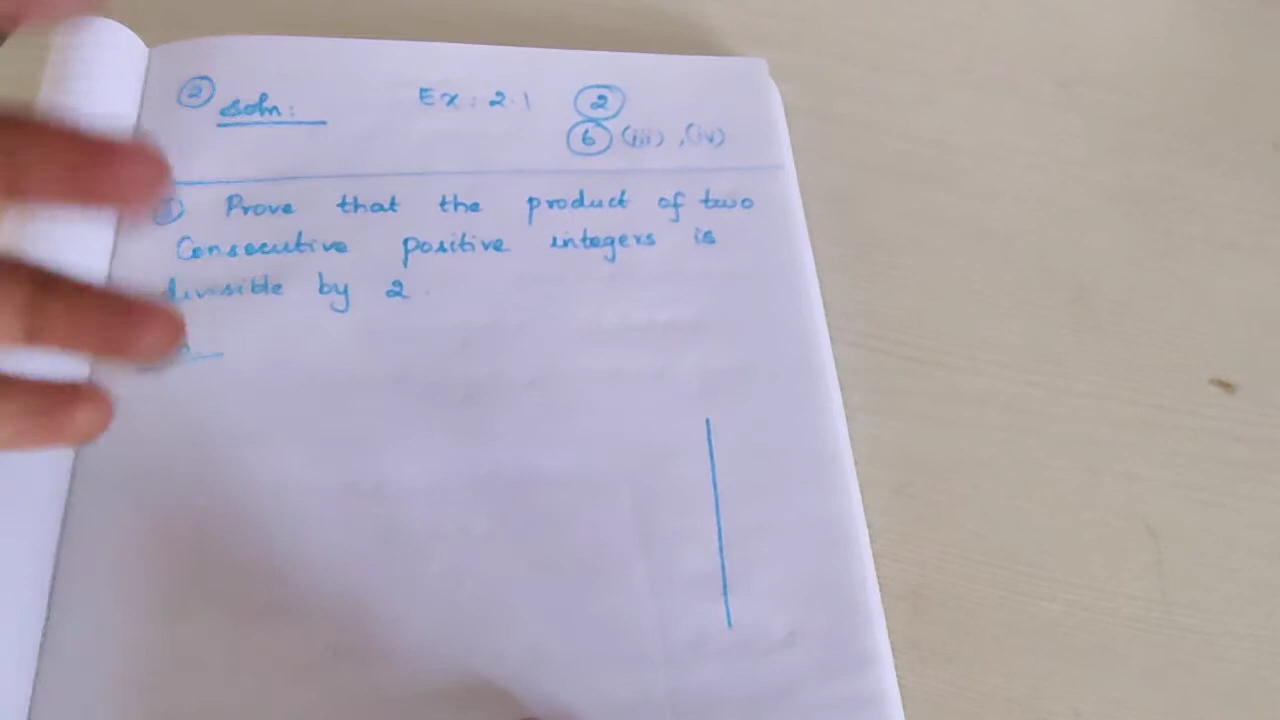 ② Soln: Ex: 2.1 ②
⑥ (iii), (iv)
Prove that the product of two
Consecutive positive integers is
divisible by 2.